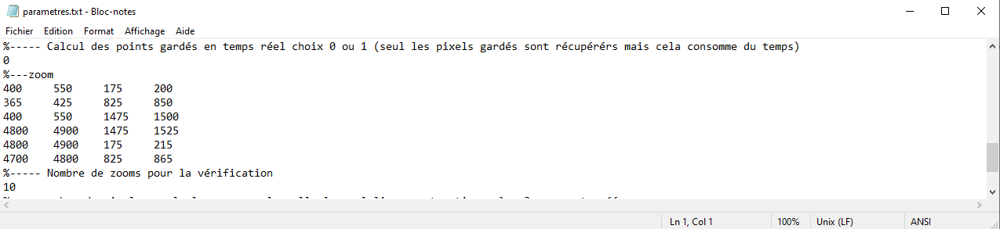 parametres.txt - Bloc-notes
Fichier Edition Format Affichage Aide
%----- Calcul des points gardés en temps réel choix 0 ou 1 (seul les pixels gardés sont récupérérs mais cela consomme du temps)
0
%---zoom
400 550 175 200
365 425 825 850
400 550 1475 1500
4800 4900 1475 1525
4800 4900 175 215
4700 4800 825 865
%----- Nombre de zooms pour la vérification
10
Ln 1, Col 1 100% Unix (LF) ANSI